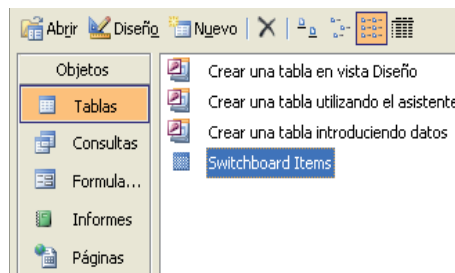 Abrir Diseño Nuevo
Objetos
Tablas
Consultas
Formula...
Informes
Páginas
Crear una tabla en vista Diseño
Crear una tabla utilizando el asistente
Crear una tabla introduciendo datos
Switchboard Items